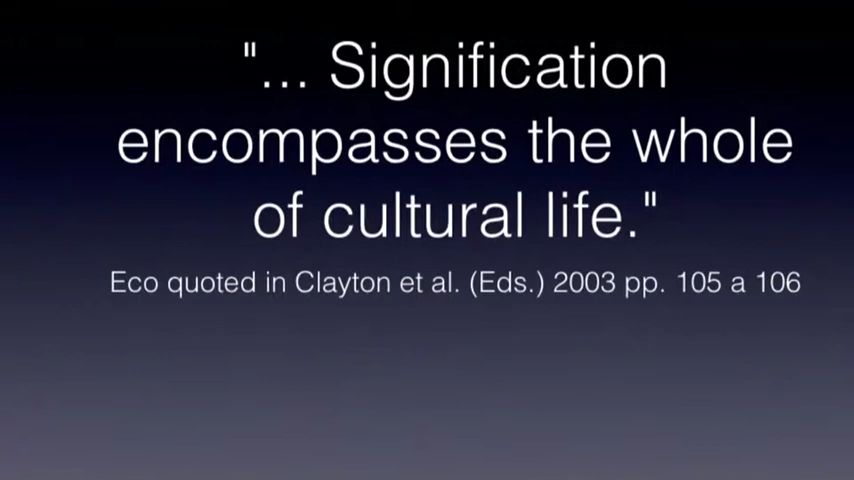 "... Signification
encompasses the whole
of cultural life."
Eco quoted in Clayton et al. (Eds.) 2003 pp. 105 a 106